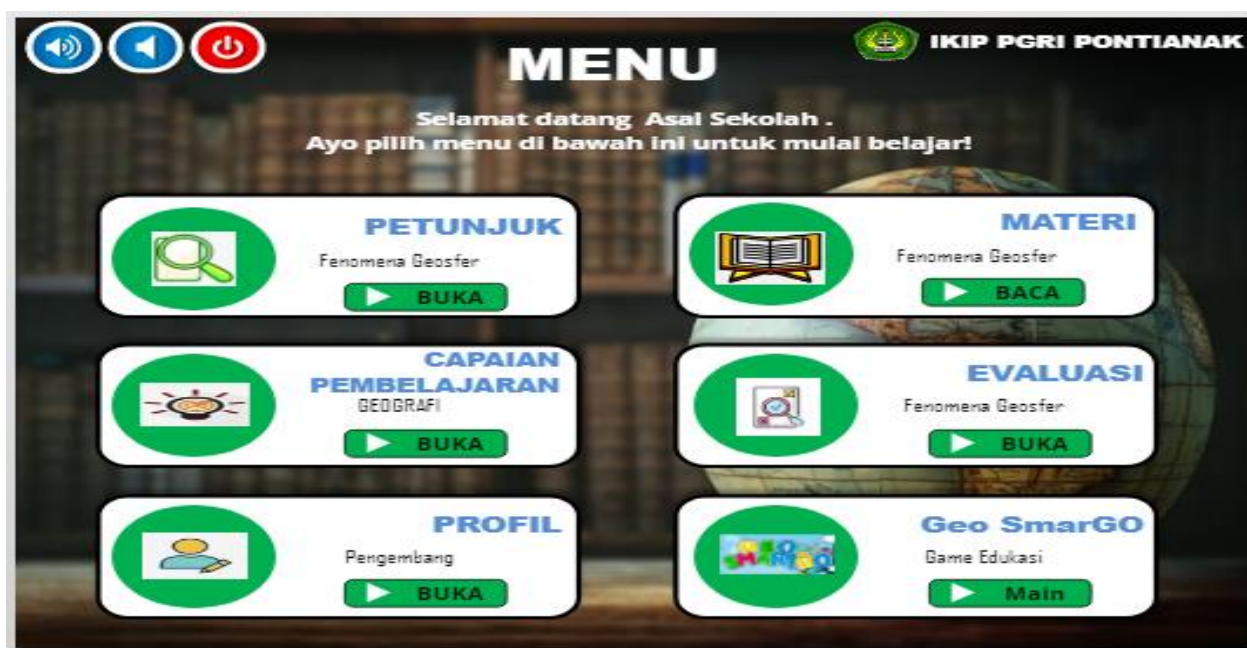 IKIP PGRI PONTIANAK
MENU
Selamat datang Asal Sekolah .
Ayo pilih menu di bawah ini untuk mulai belajar!
PETUNJUK
Fenomena Geosfer
BUKA
MATERI
Fenomena Geosfer
BACA
CAPAIAN
PEMBELAJARAN
GEOGRAFI
BUKA
EVALUASI
Fenomena Geosfer
BUKA
PROFIL
Pengembang
BUKA
Geo SmarGO
Game Edukasi
Main